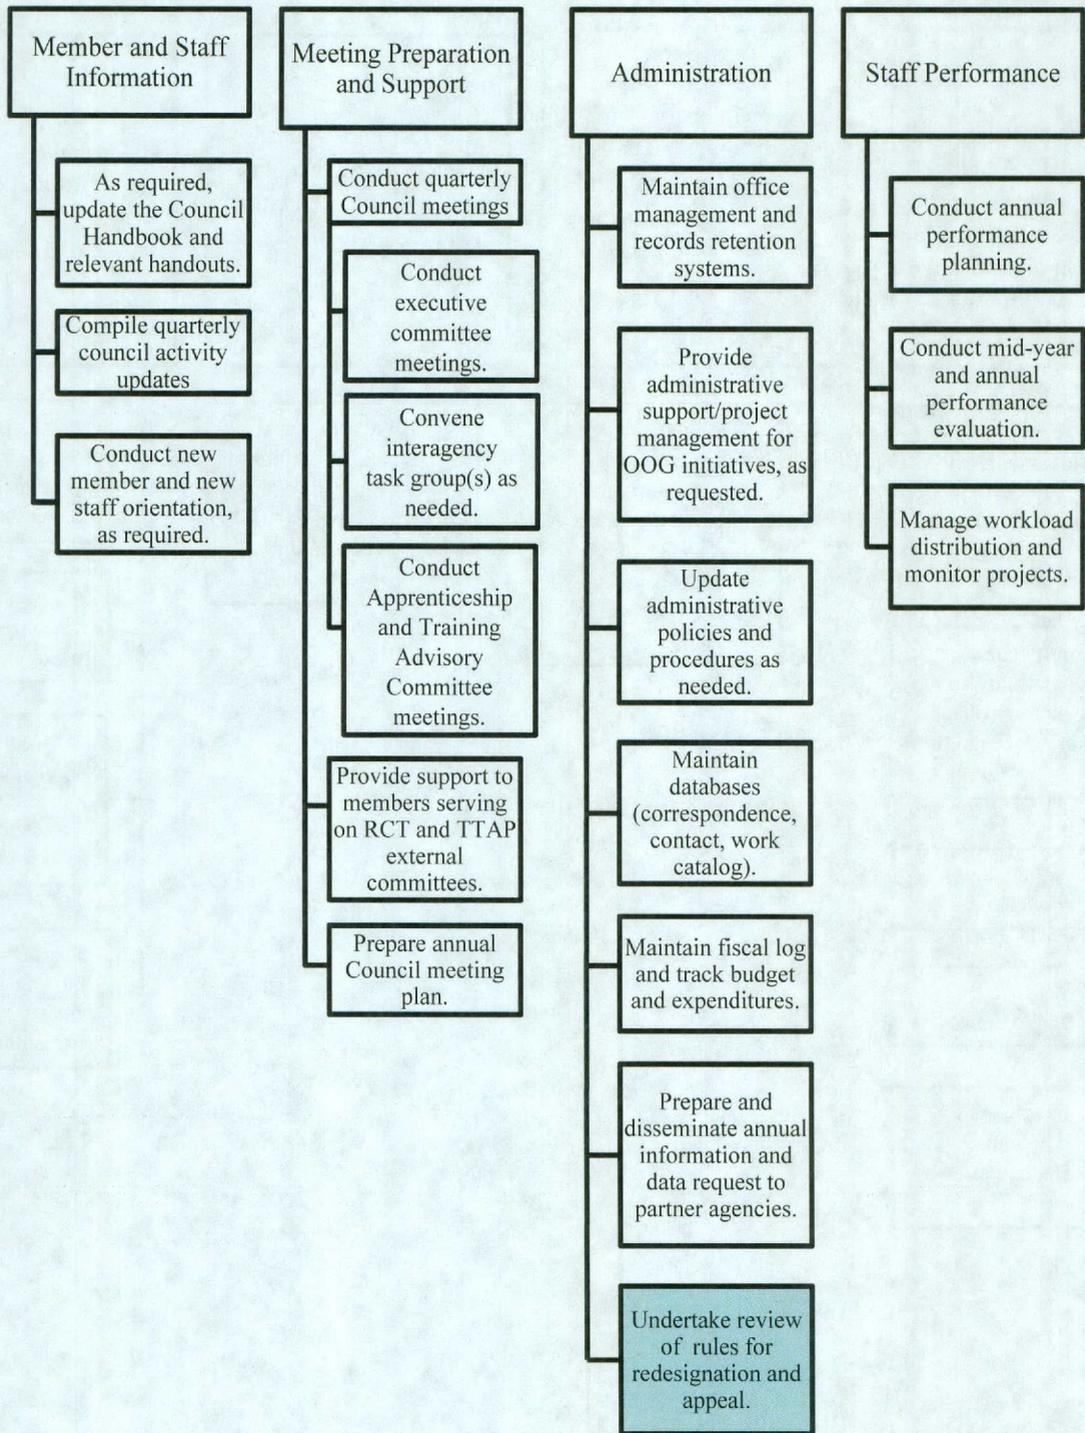 Member and Staff
Information
As required,
update the Council
Handbook and
relevant handouts.
Compile quarterly
council activity
updates
Conduct new
member and new
staff orientation,
as required.
Meeting Preparation
and Support
Conduct quarterly
Council meetings
Conduct
executive
committee
meetings.
Convene
interagency
task group(s) as
needed.
Conduct
Apprenticeship
and Training
Advisory
Committee
meetings.
Provide support to
members serving
on RCT and TTAP
external
committees.
Prepare annual
Council meeting
plan.
Administration
Maintain office
management and
records retention
systems.
Provide
administrative
support/project
management for
OOG initiatives, as
requested.
Update
administrative
policies and
procedures as
needed.
Maintain
databases
(correspondence,
contact, work
catalog).
Maintain fiscal log
and track budget
and expenditures.
Prepare and
disseminate annual
information and
data request to
partner agencies.
Undertake review
of rules for
redesignation and
appeal.
Staff Performance
Conduct annual
performance
planning.
Conduct mid-year
and annual
performance
evaluation.
Manage workload
distribution and
monitor projects.